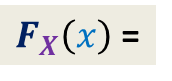 F_X(x) =